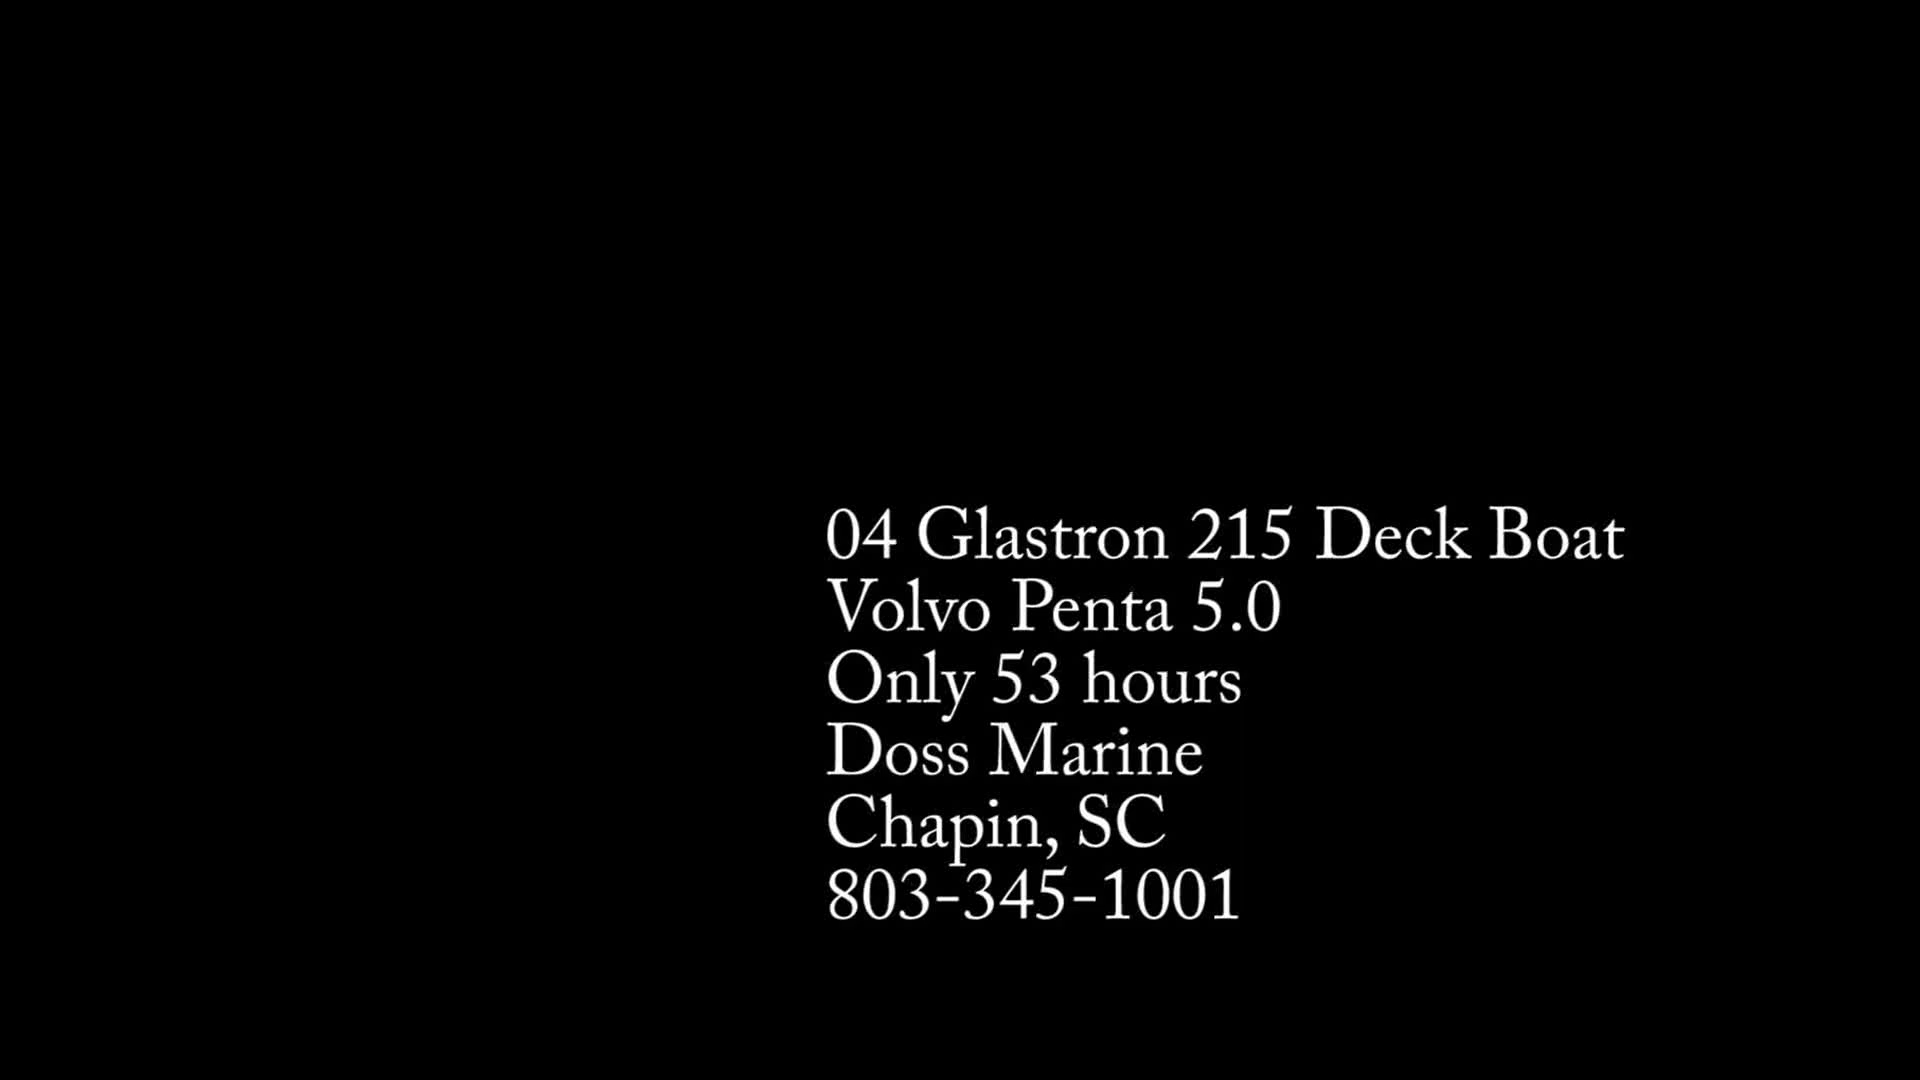 04 Glastron 215 Deck Boat
Volvo Penta 5.0
Only 53 hours
Doss Marine
Chapin, SC
803-345-1001